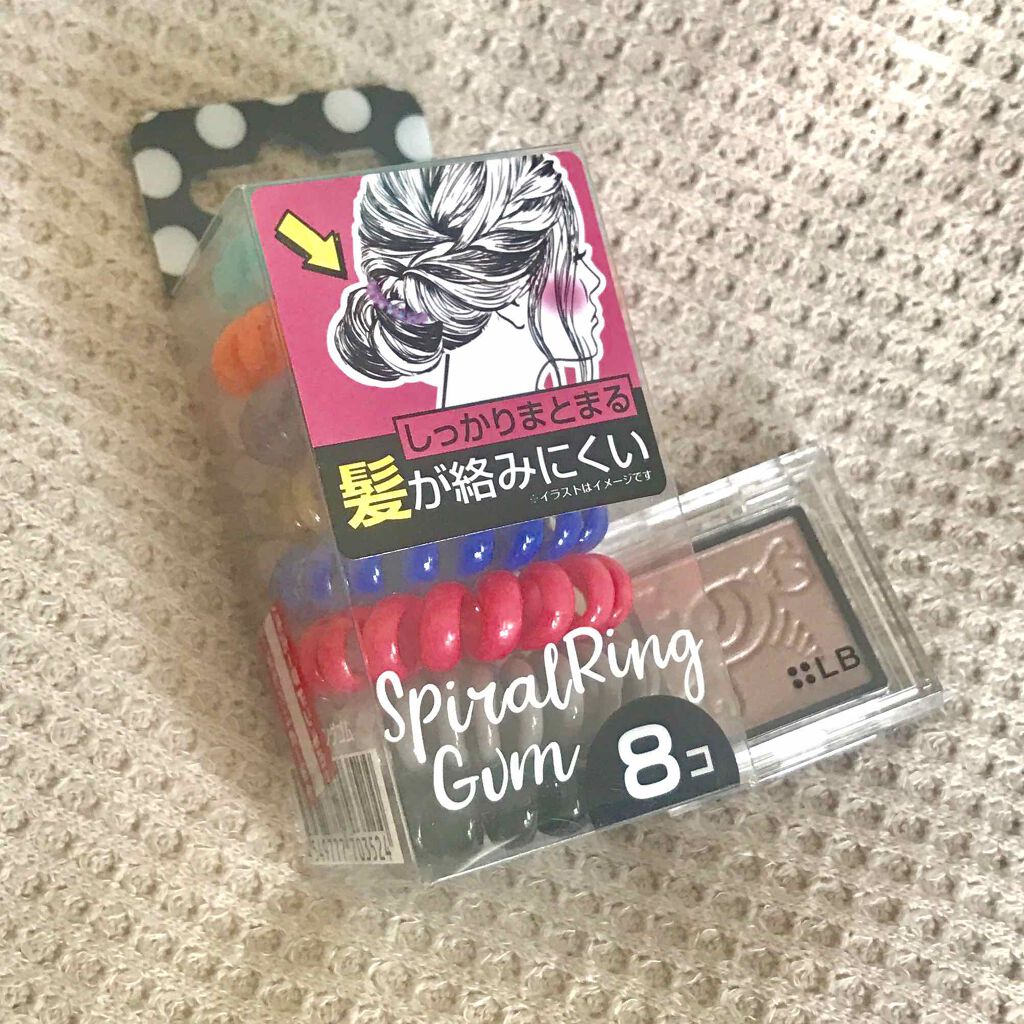 しっかりまとまる
髪が絡みにくい
※イラストはイメージです
SpiralRing
Gum
8コ
LB